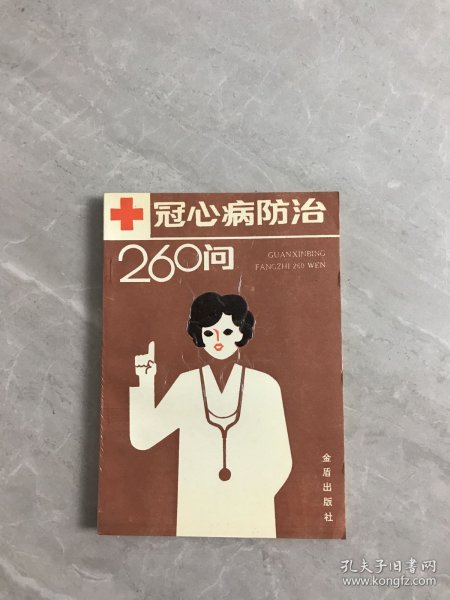 冠心病防治
260问
GUANXINBING
FANGZHI 260 WEN
金盾出版社
孔夫子旧书网
www.kongfz.com